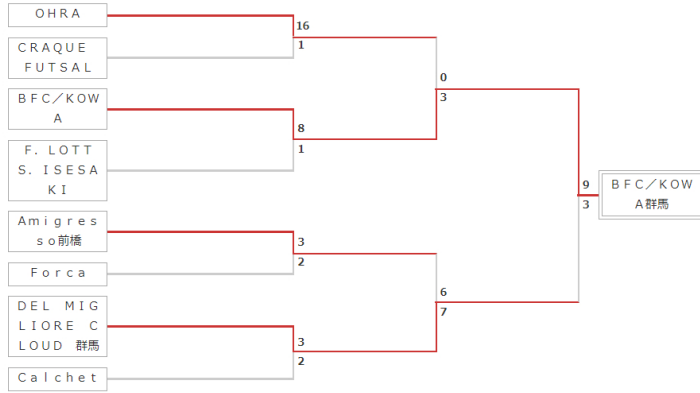 ＯＨＲＡ
16
1
ＣＲＡＱＵＥ
ＦＵＴＳＡＬ
0
3
ＢＦＣ／ＫＯＷ
Ａ
8
1
Ｆ．ＬＯＴＴ
Ｓ．ＩＳＥＳＡ
ＫＩ
9
3
ＢＦＣ／ＫＯＷ
Ａ群馬
Ａｍｉｇｒｅｓ
ｓｏ前橋
3
2
Ｆｏｒｃａ
6
7
ＤＥＬ　ＭＩＧ
ＬＩＯＲＥ　Ｃ
ＬＯＵＤ　群馬
3
2
Ｃａｌｃｈｅｔ